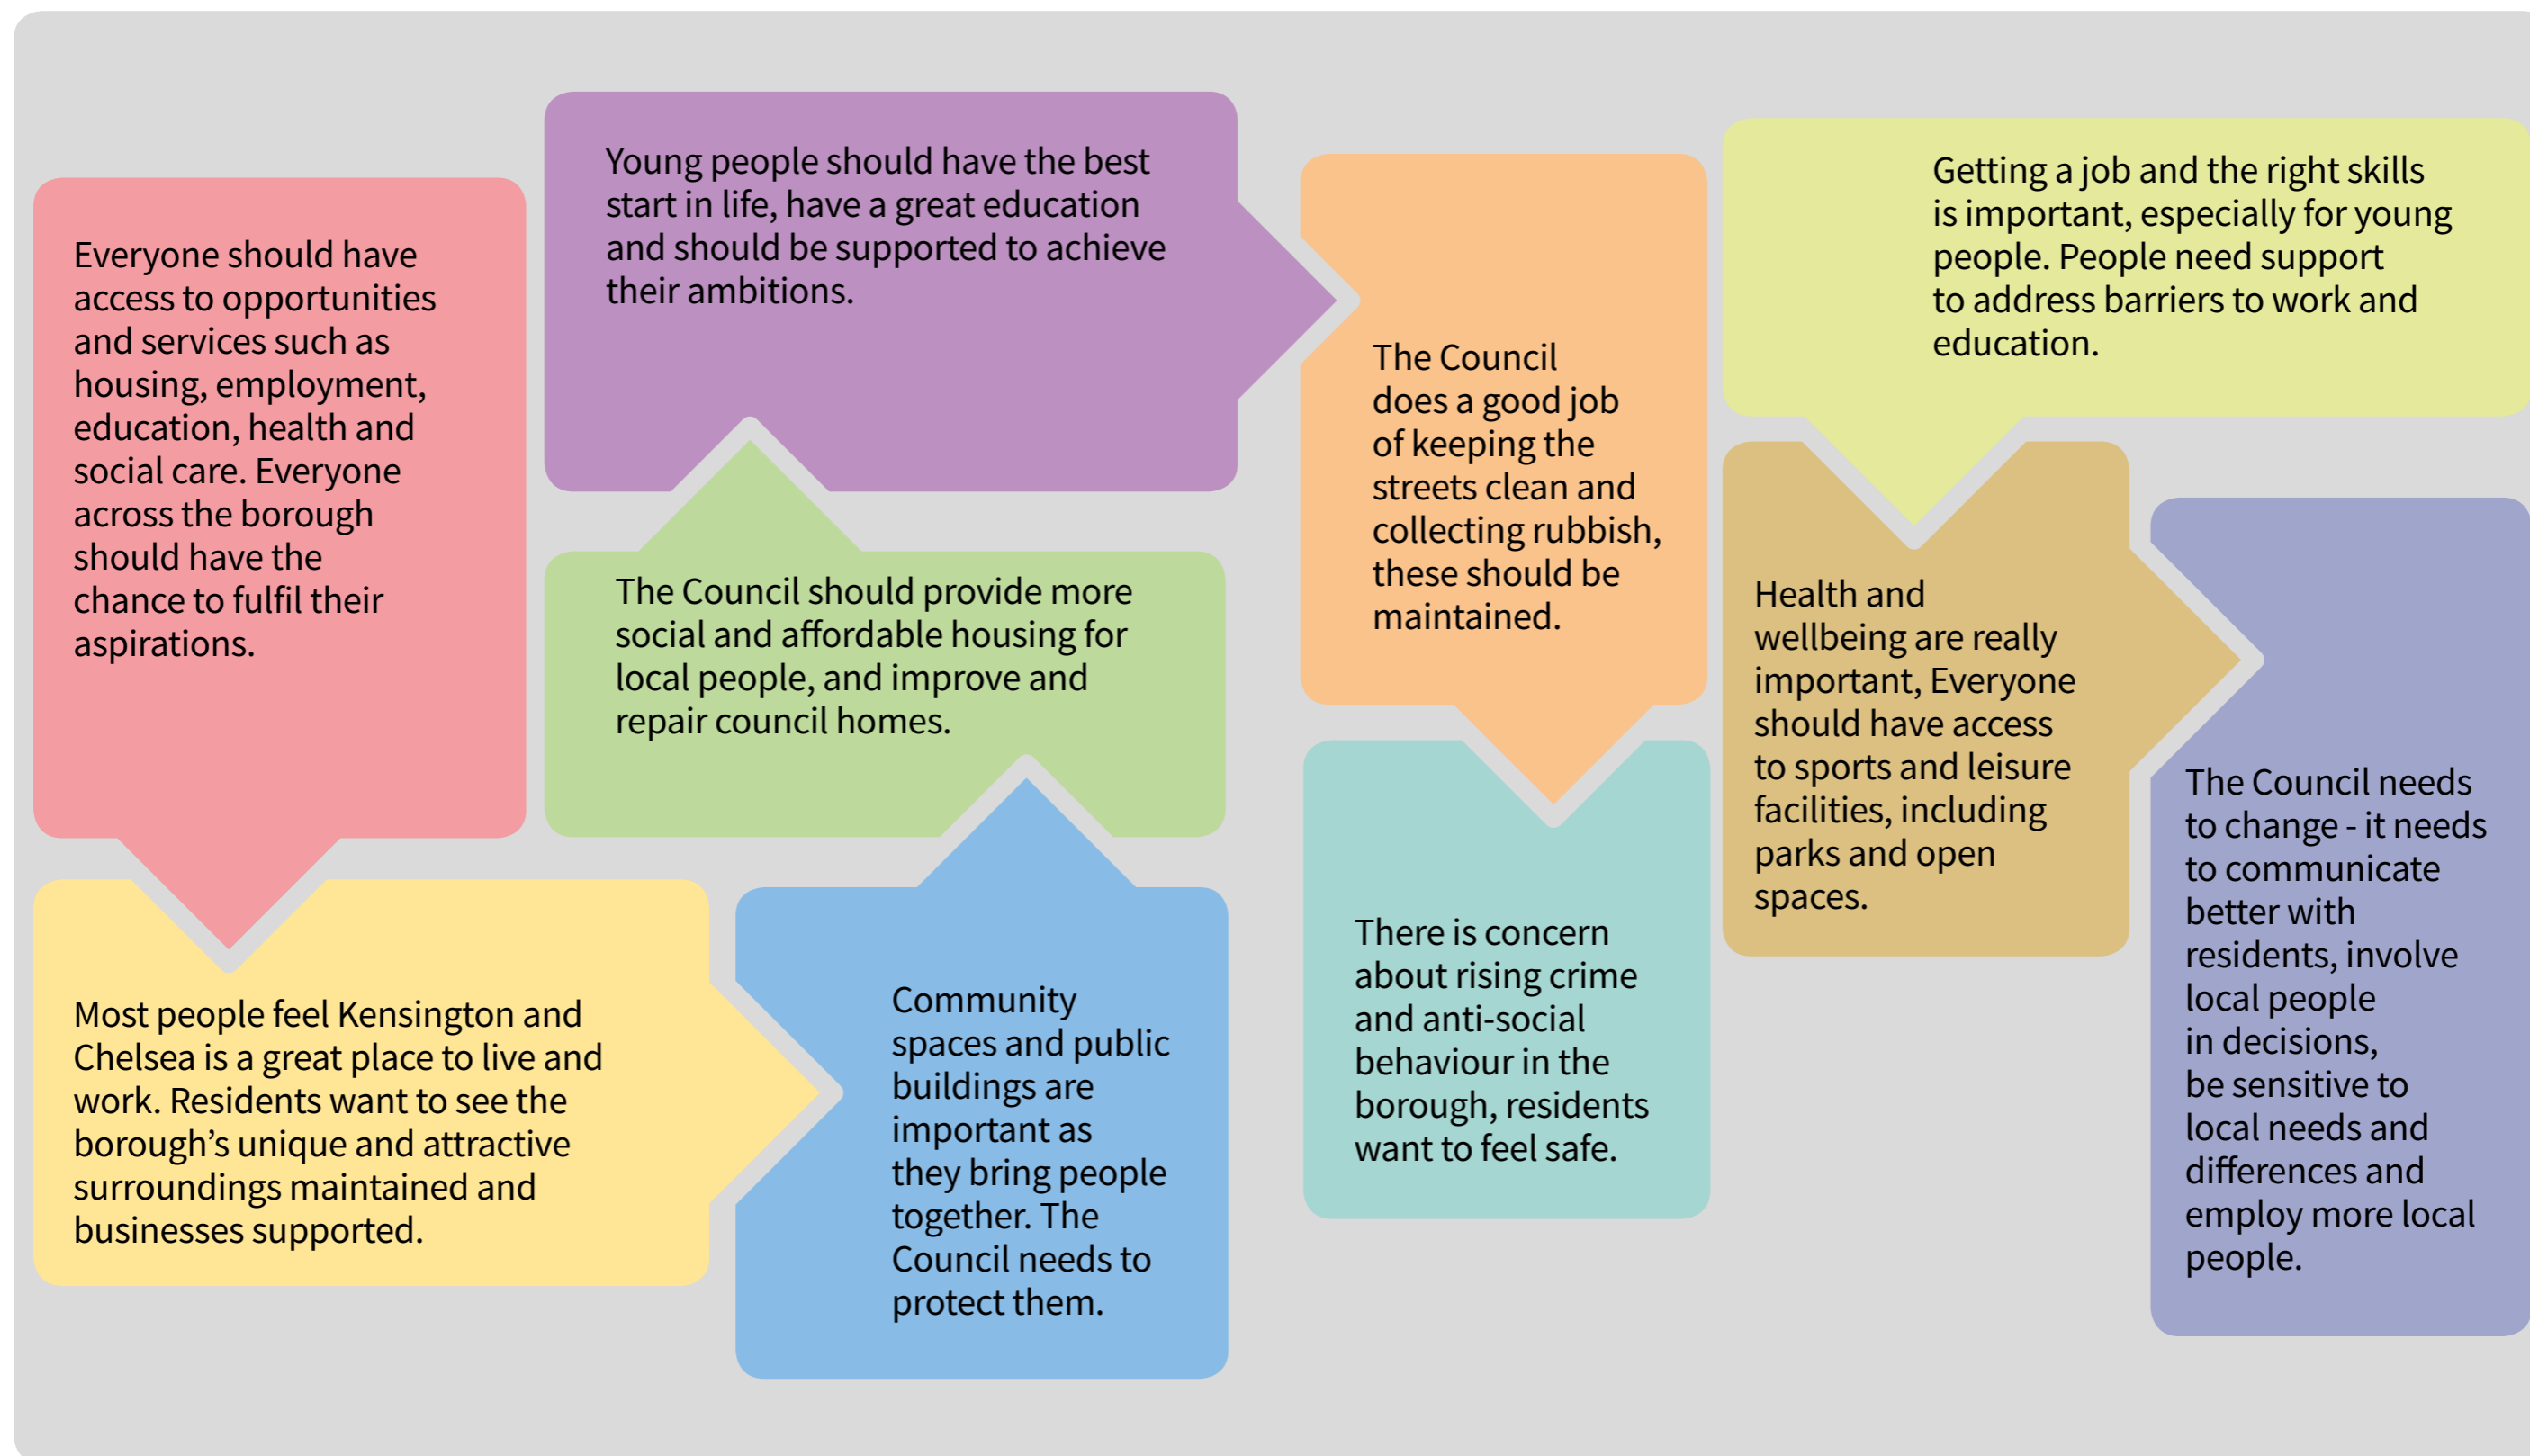 Everyone should have
access to opportunities
and services such as
housing, employment,
education, health and
social care. Everyone
across the borough
should have the
chance to fulfil their
aspirations.
Most people feel Kensington and
Chelsea is a great place to live and
work. Residents want to see the
borough’s unique and attractive
surroundings maintained and
businesses supported.
Community
spaces and public
buildings are
important as
they bring people
together. The
Council needs to
protect them.
The Council should provide more
social and affordable housing for
local people, and improve and
repair council homes.
Young people should have the best
start in life, have a great education
and should be supported to achieve
their ambitions.
The Council
does a good job
of keeping the
streets clean and
collecting rubbish,
these should be
maintained.
There is concern
about rising crime
and anti-social
behaviour in the
borough, residents
want to feel safe.
Getting a job and the right skills
is important, especially for young
people. People need support
to address barriers to work and
education.
Health and
wellbeing are really
important, Everyone
should have access
to sports and leisure
facilities, including
parks and open
spaces.
The Council needs
to change - it needs
to communicate
better with
residents, involve
local people
in decisions,
be sensitive to
local needs and
differences and
employ more local
people.